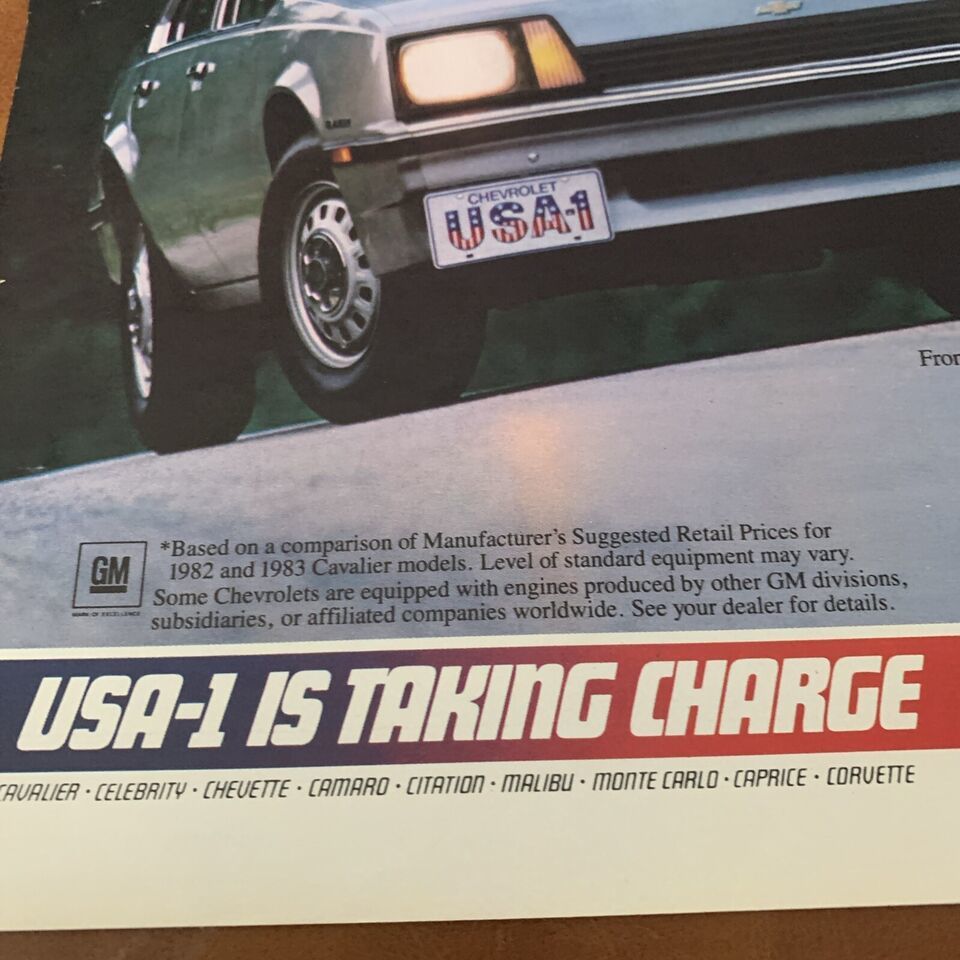 CHEVROLET
USA-1
*Based on a comparison of Manufacturer's Suggested Retail Prices for
1982 and 1983 Cavalier models. Level of standard equipment may vary.
Some Chevrolets are equipped with engines produced by other GM divisions,
subsidiaries, or affiliated companies worldwide. See your dealer for details.
GM
MARK OF EXCELLENCE
USA-1 IS TAKING CHARGE
CAVALIER · CELEBRITY · CHEVETTE · CAMARO · CITATION · MALIBU · MONTE CARLO · CAPRICE · CORVETTE